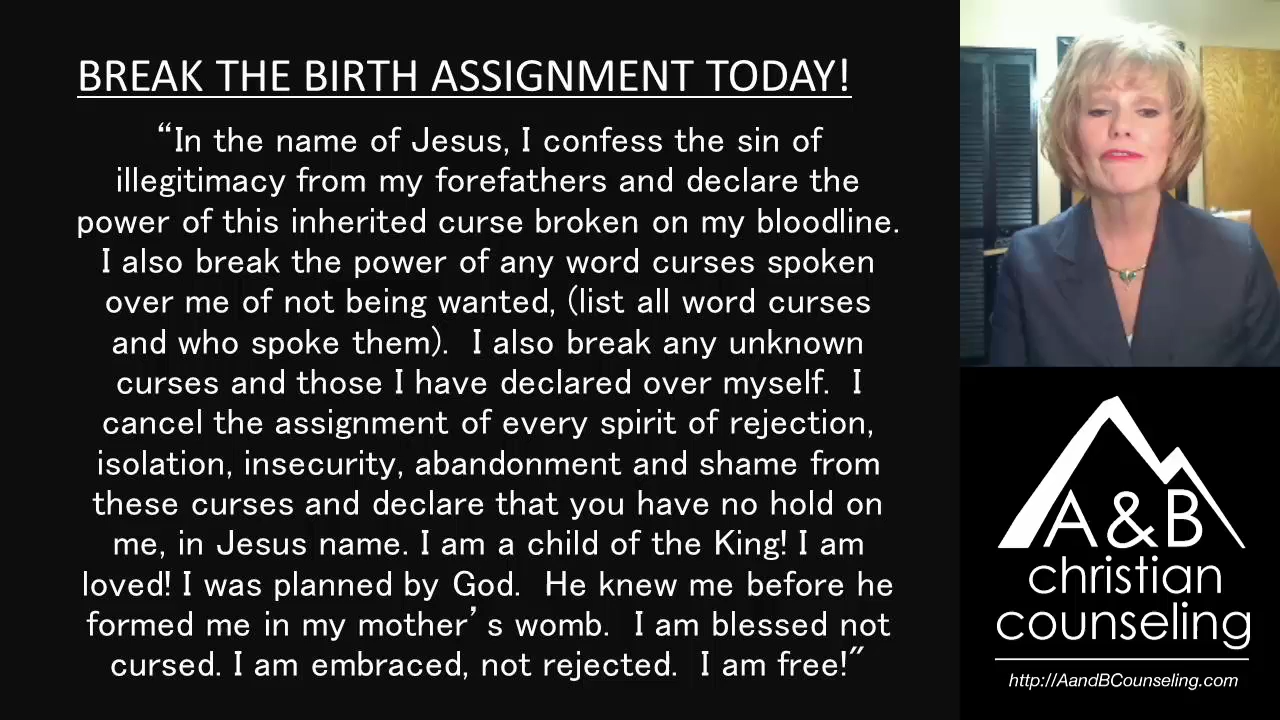 BREAK THE BIRTH ASSIGNMENT TODAY!
“In the name of Jesus, I confess the sin of
illegitimacy from my forefathers and declare the
power of this inherited curse broken on my bloodline.
I also break the power of any word curses spoken
over me of not being wanted, (list all word curses
and who spoke them).  I also break any unknown
curses and those I have declared over myself.  I
cancel the assignment of every spirit of rejection,
isolation, insecurity, abandonment and shame from
these curses and declare that you have no hold on
me, in Jesus name. I am a child of the King! I am
loved! I was planned by God.  He knew me before he
formed me in my mother’s womb.  I am blessed not
cursed. I am embraced, not rejected.  I am free!”
A&B
christian
counseling
http://AandBCounseling.com